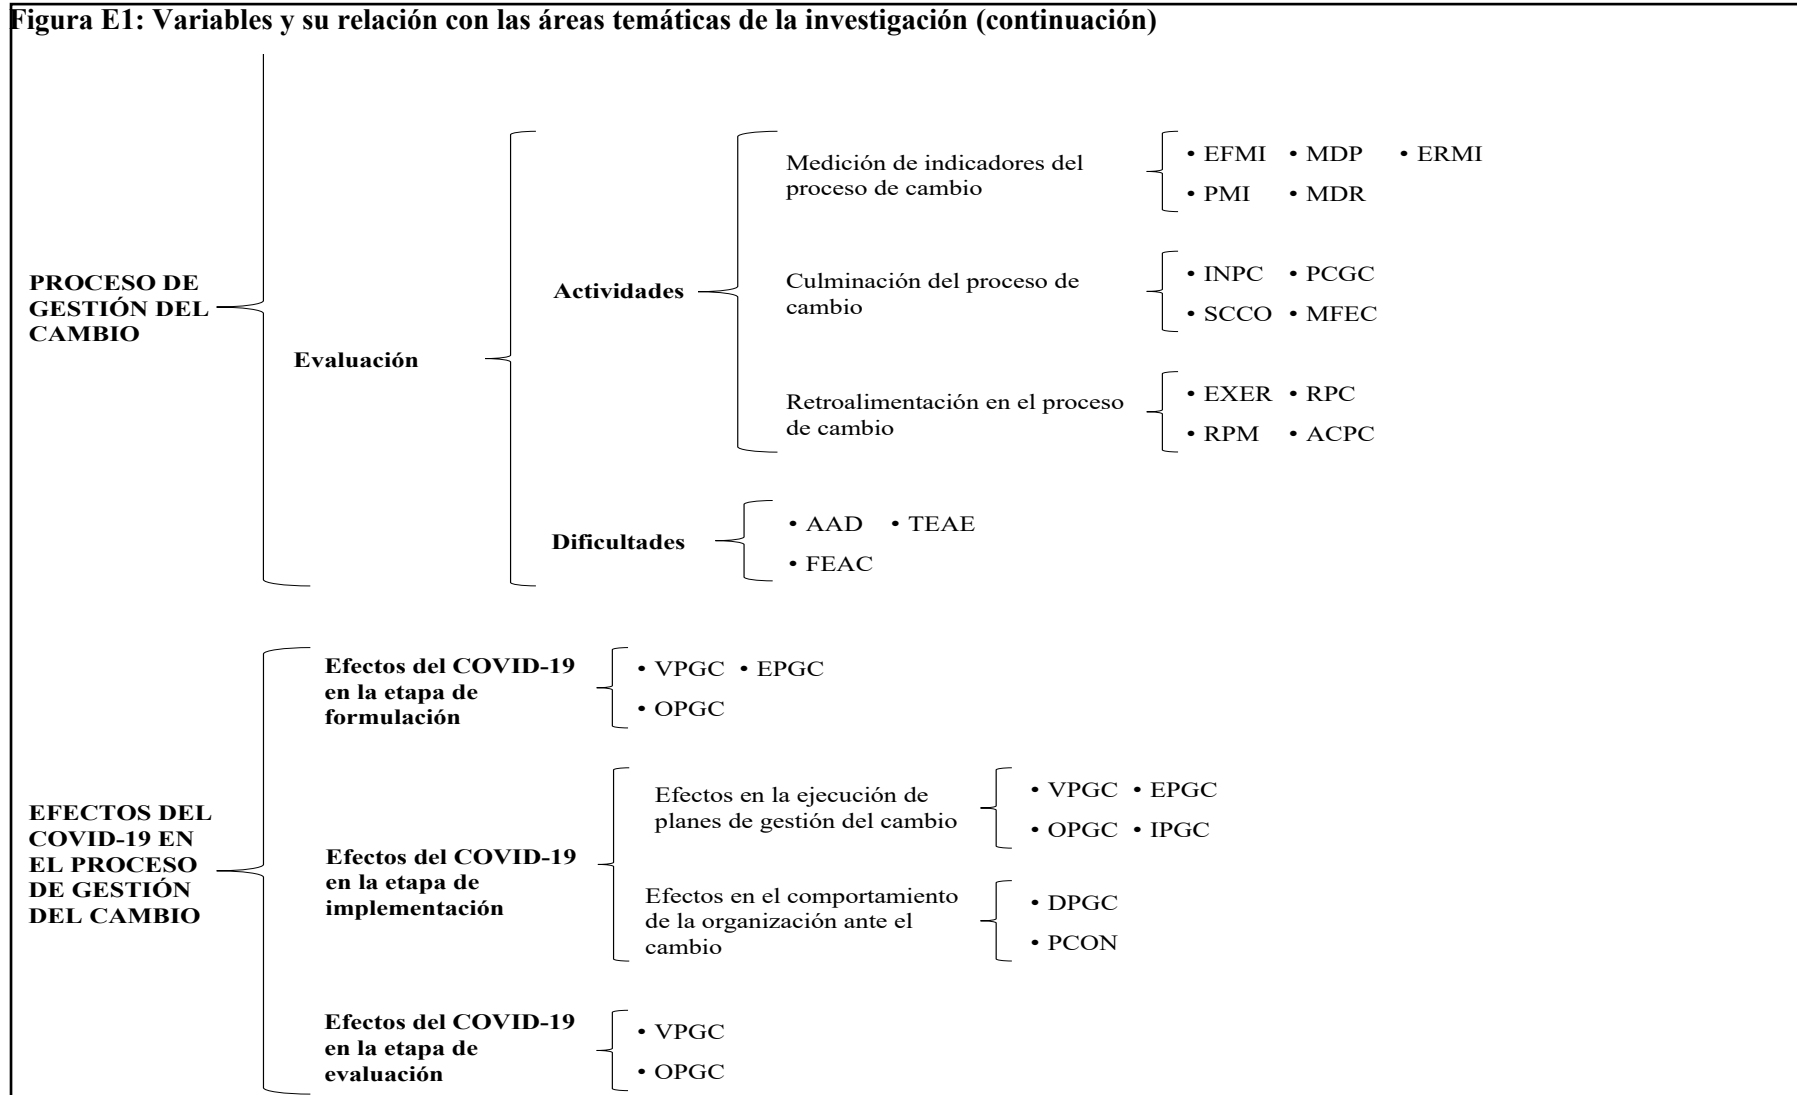 Figura E1: Variables y su relación con las áreas temáticas de la investigación (continuación)
PROCESO DE
GESTIÓN DEL
CAMBIO
Evaluación
Actividades
Medición de indicadores del
proceso de cambio
• EFMI • MDP • ERMI
• PMI • MDR
Culminación del proceso de
cambio
• INPC • PCGC
• SCCO • MFEC
Retroalimentación en el proceso
de cambio
• EXER • RPC
• RPM • ACPC
Dificultades
• AAD • TEAE
• FEAC
EFECTOS DEL
COVID-19 EN
EL PROCESO
DE GESTIÓN
DEL CAMBIO
Efectos del COVID-19
en la etapa de
formulación
• VPGC • EPGC
• OPGC
Efectos del COVID-19
en la etapa de
implementación
Efectos en la ejecución de
planes de gestión del cambio
• VPGC • EPGC
• OPGC • IPGC
Efectos en el comportamiento
de la organización ante el
cambio
• DPGC
• PCON
Efectos del COVID-19
en la etapa de
evaluación
• VPGC
• OPGC